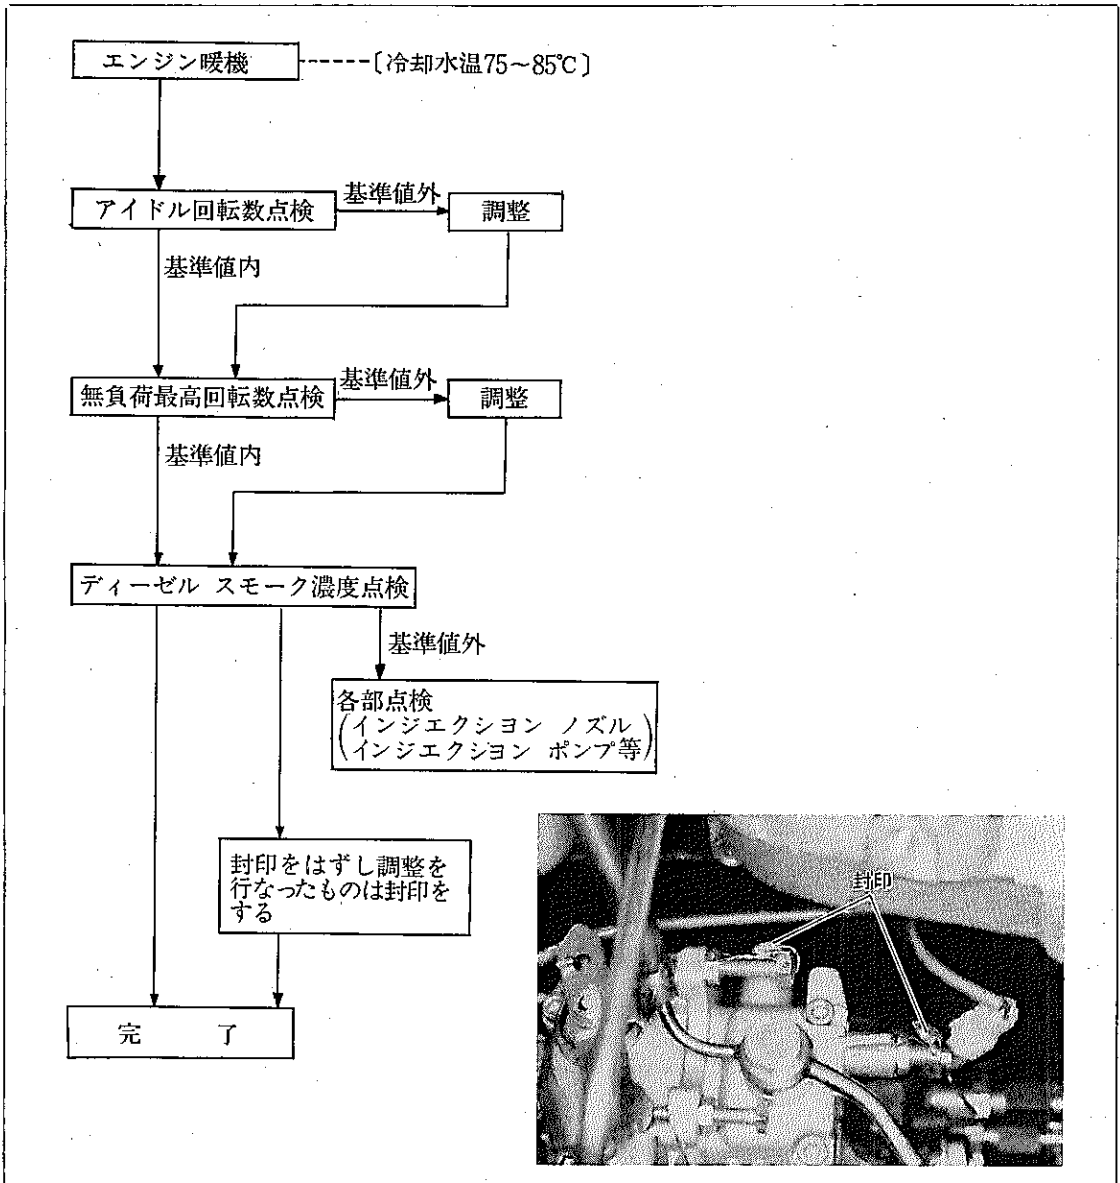 エンジン暖機
〔冷却水温75～85℃〕
アイドル回転数点検
基準値外
調整
基準値内
無負荷最高回転数点検
基準値外
調整
基準値内
ディーゼル スモーク濃度点検
基準値外
各部点検
(インジエクション ノズル
インジエクション ポンプ等)
封印をはずし調整を
行なったものは封印を
する
封印
完 了